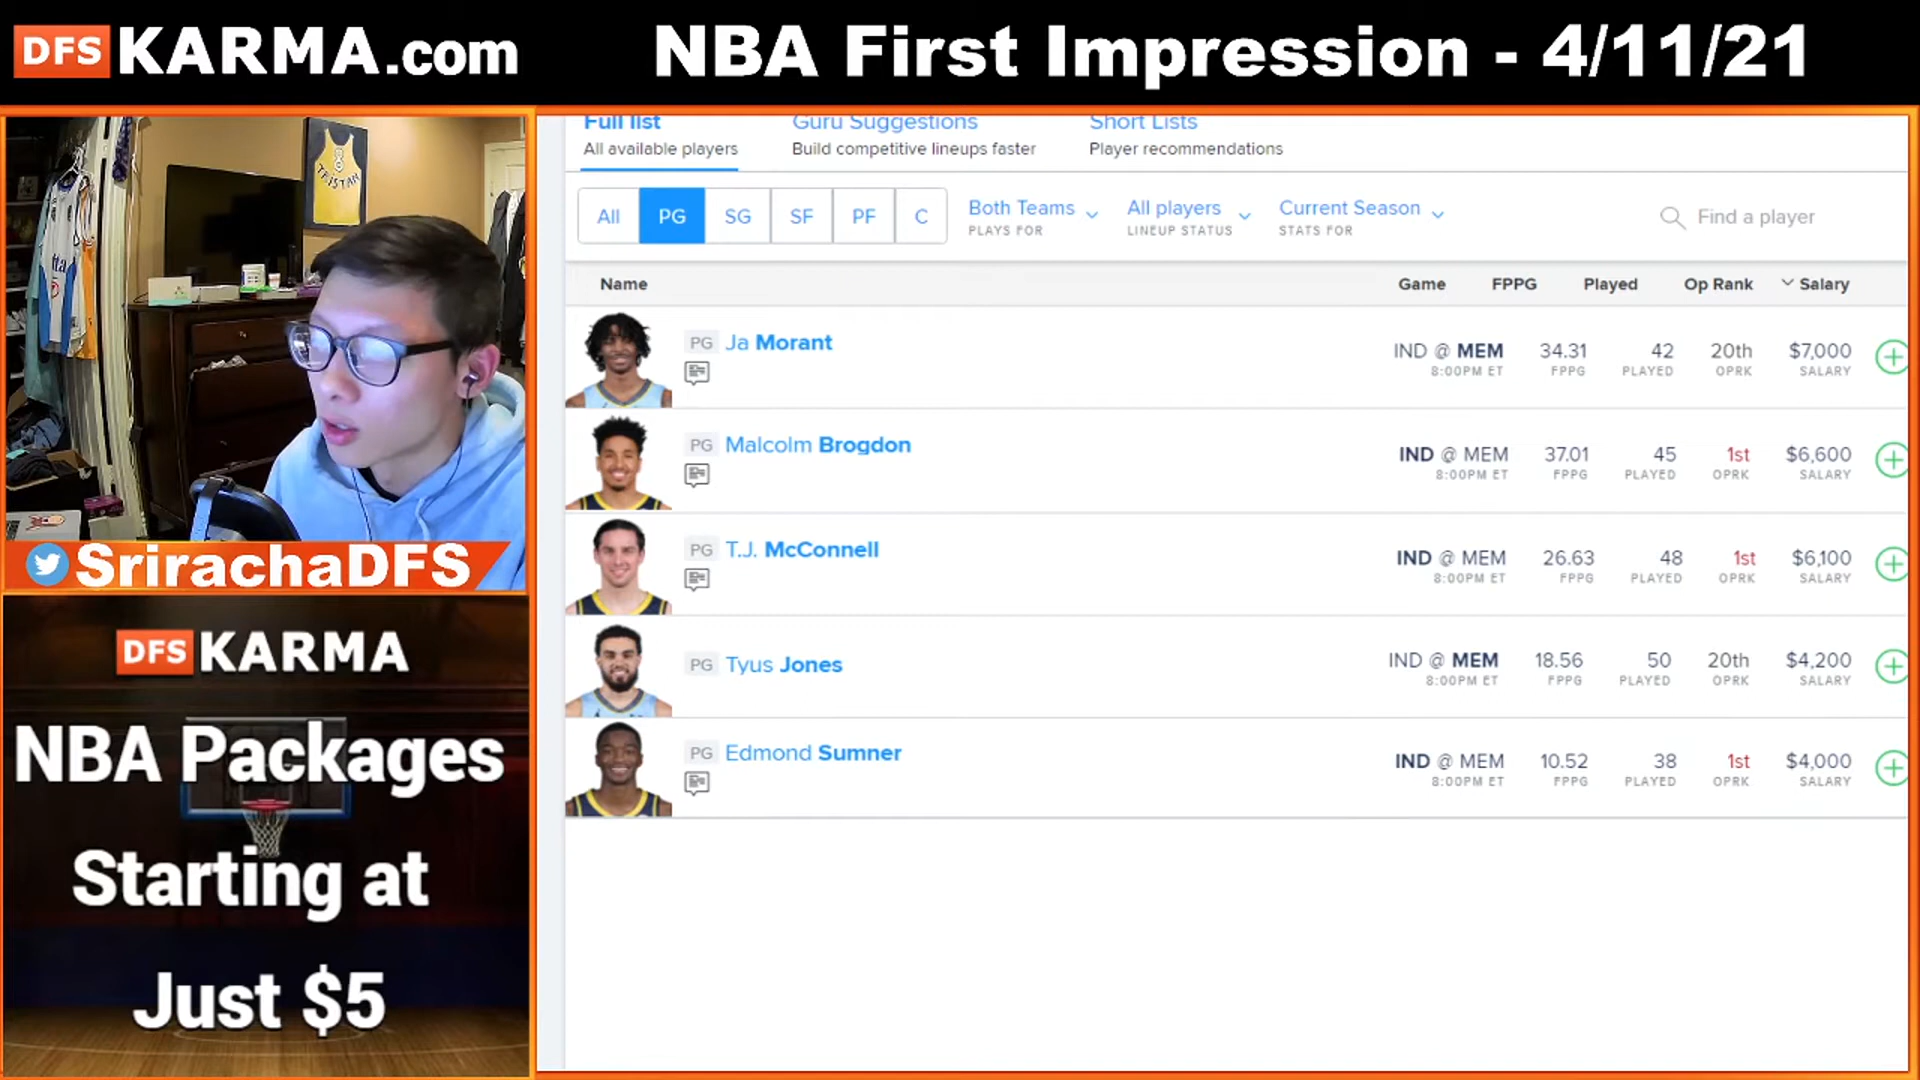 DFS KARMA.com
NBA First Impression - 4/11/21
TRISTAN
8
SrirachaDFS
DFS KARMA
NBA Packages
Starting at
Just $5
Full list
All available players
Guru Suggestions
Build competitive lineups faster
Short Lists
Player recommendations
All PG SG SF PF C
Both Teams
PLAYS FOR
All players
LINEUP STATUS
Current Season
STATS FOR
Find a player
Name Game FPPG Played Op Rank Salary
PG Ja Morant IND @ MEM 34.31 42 20th $7,000
8:00PM ET FPPG PLAYED OPRK SALARY
PG Malcolm Brogdon IND @ MEM 37.01 45 1st $6,600
8:00PM ET FPPG PLAYED OPRK SALARY
PG T.J. McConnell IND @ MEM 26.63 48 1st $6,100
8:00PM ET FPPG PLAYED OPRK SALARY
PG Tyus Jones IND @ MEM 18.56 50 20th $4,200
8:00PM ET FPPG PLAYED OPRK SALARY
PG Edmond Sumner IND @ MEM 10.52 38 1st $4,000
8:00PM ET FPPG PLAYED OPRK SALARY